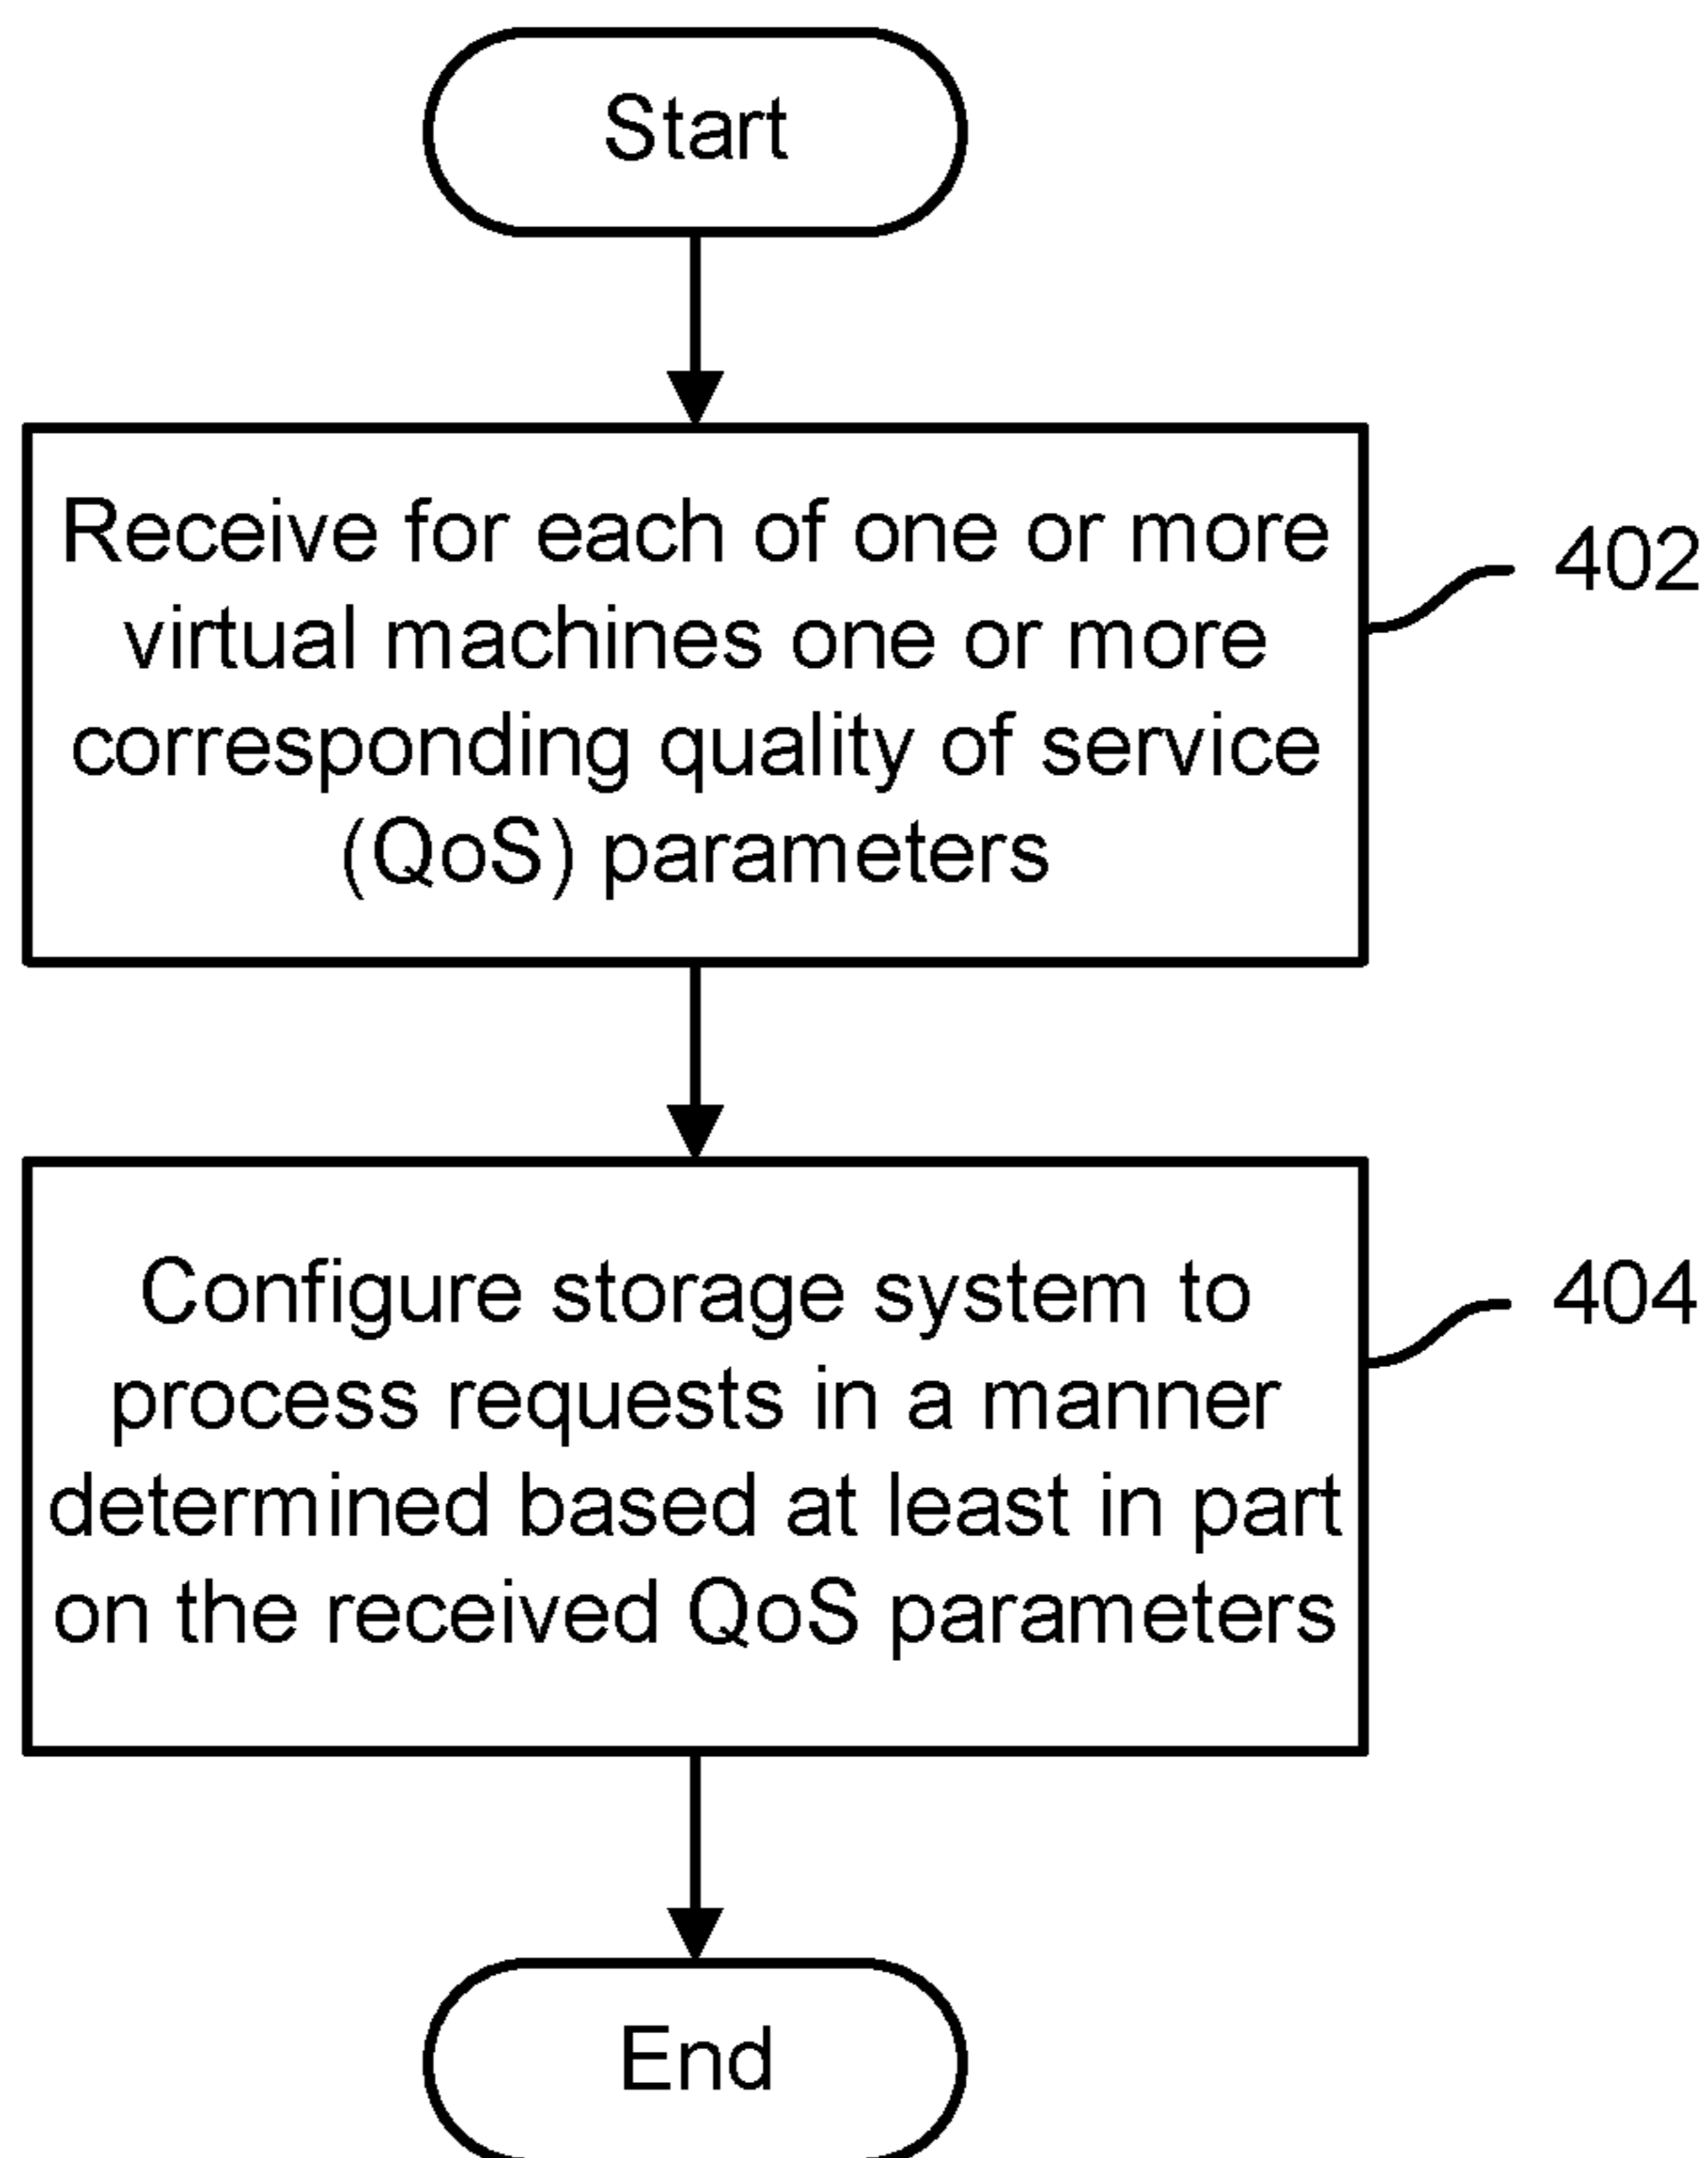 Start
Receive for each of one or more
virtual machines one or more
corresponding quality of service
(QoS) parameters
402
Configure storage system to
process requests in a manner
determined based at least in part
on the received QoS parameters
404
End